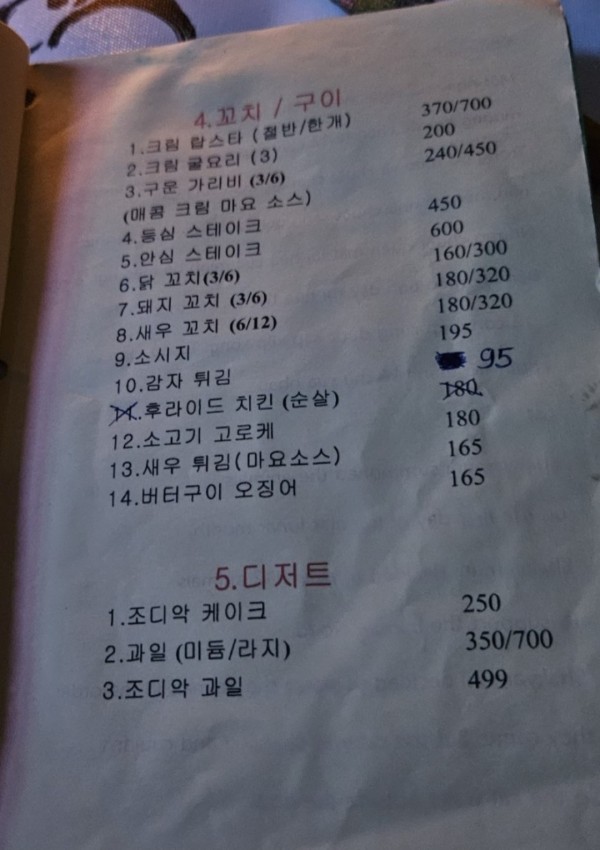 4.꼬치 / 구이
1.크림 랍스타 (절반/한개) 370/700
2.크림 굴요리 (3) 200
3.구운 가리비 (3/6) 240/450
(매콤 크림 마요 소스)
4.등심 스테이크 450
5.안심 스테이크 600
6.닭 꼬치(3/6) 160/300
7.돼지 꼬치 (3/6) 180/320
8.새우 꼬치 (6/12) 180/320
9.소시지 195
10.감자 튀김 95
11.후라이드 치킨 (순살) 180
12.소고기 고로케 180
13.새우 튀김(마요소스) 165
14.버터구이 오징어 165
5.디저트
1.조디악 케이크 250
2.과일 (미듐/라지) 350/700
3.조디악 과일 499